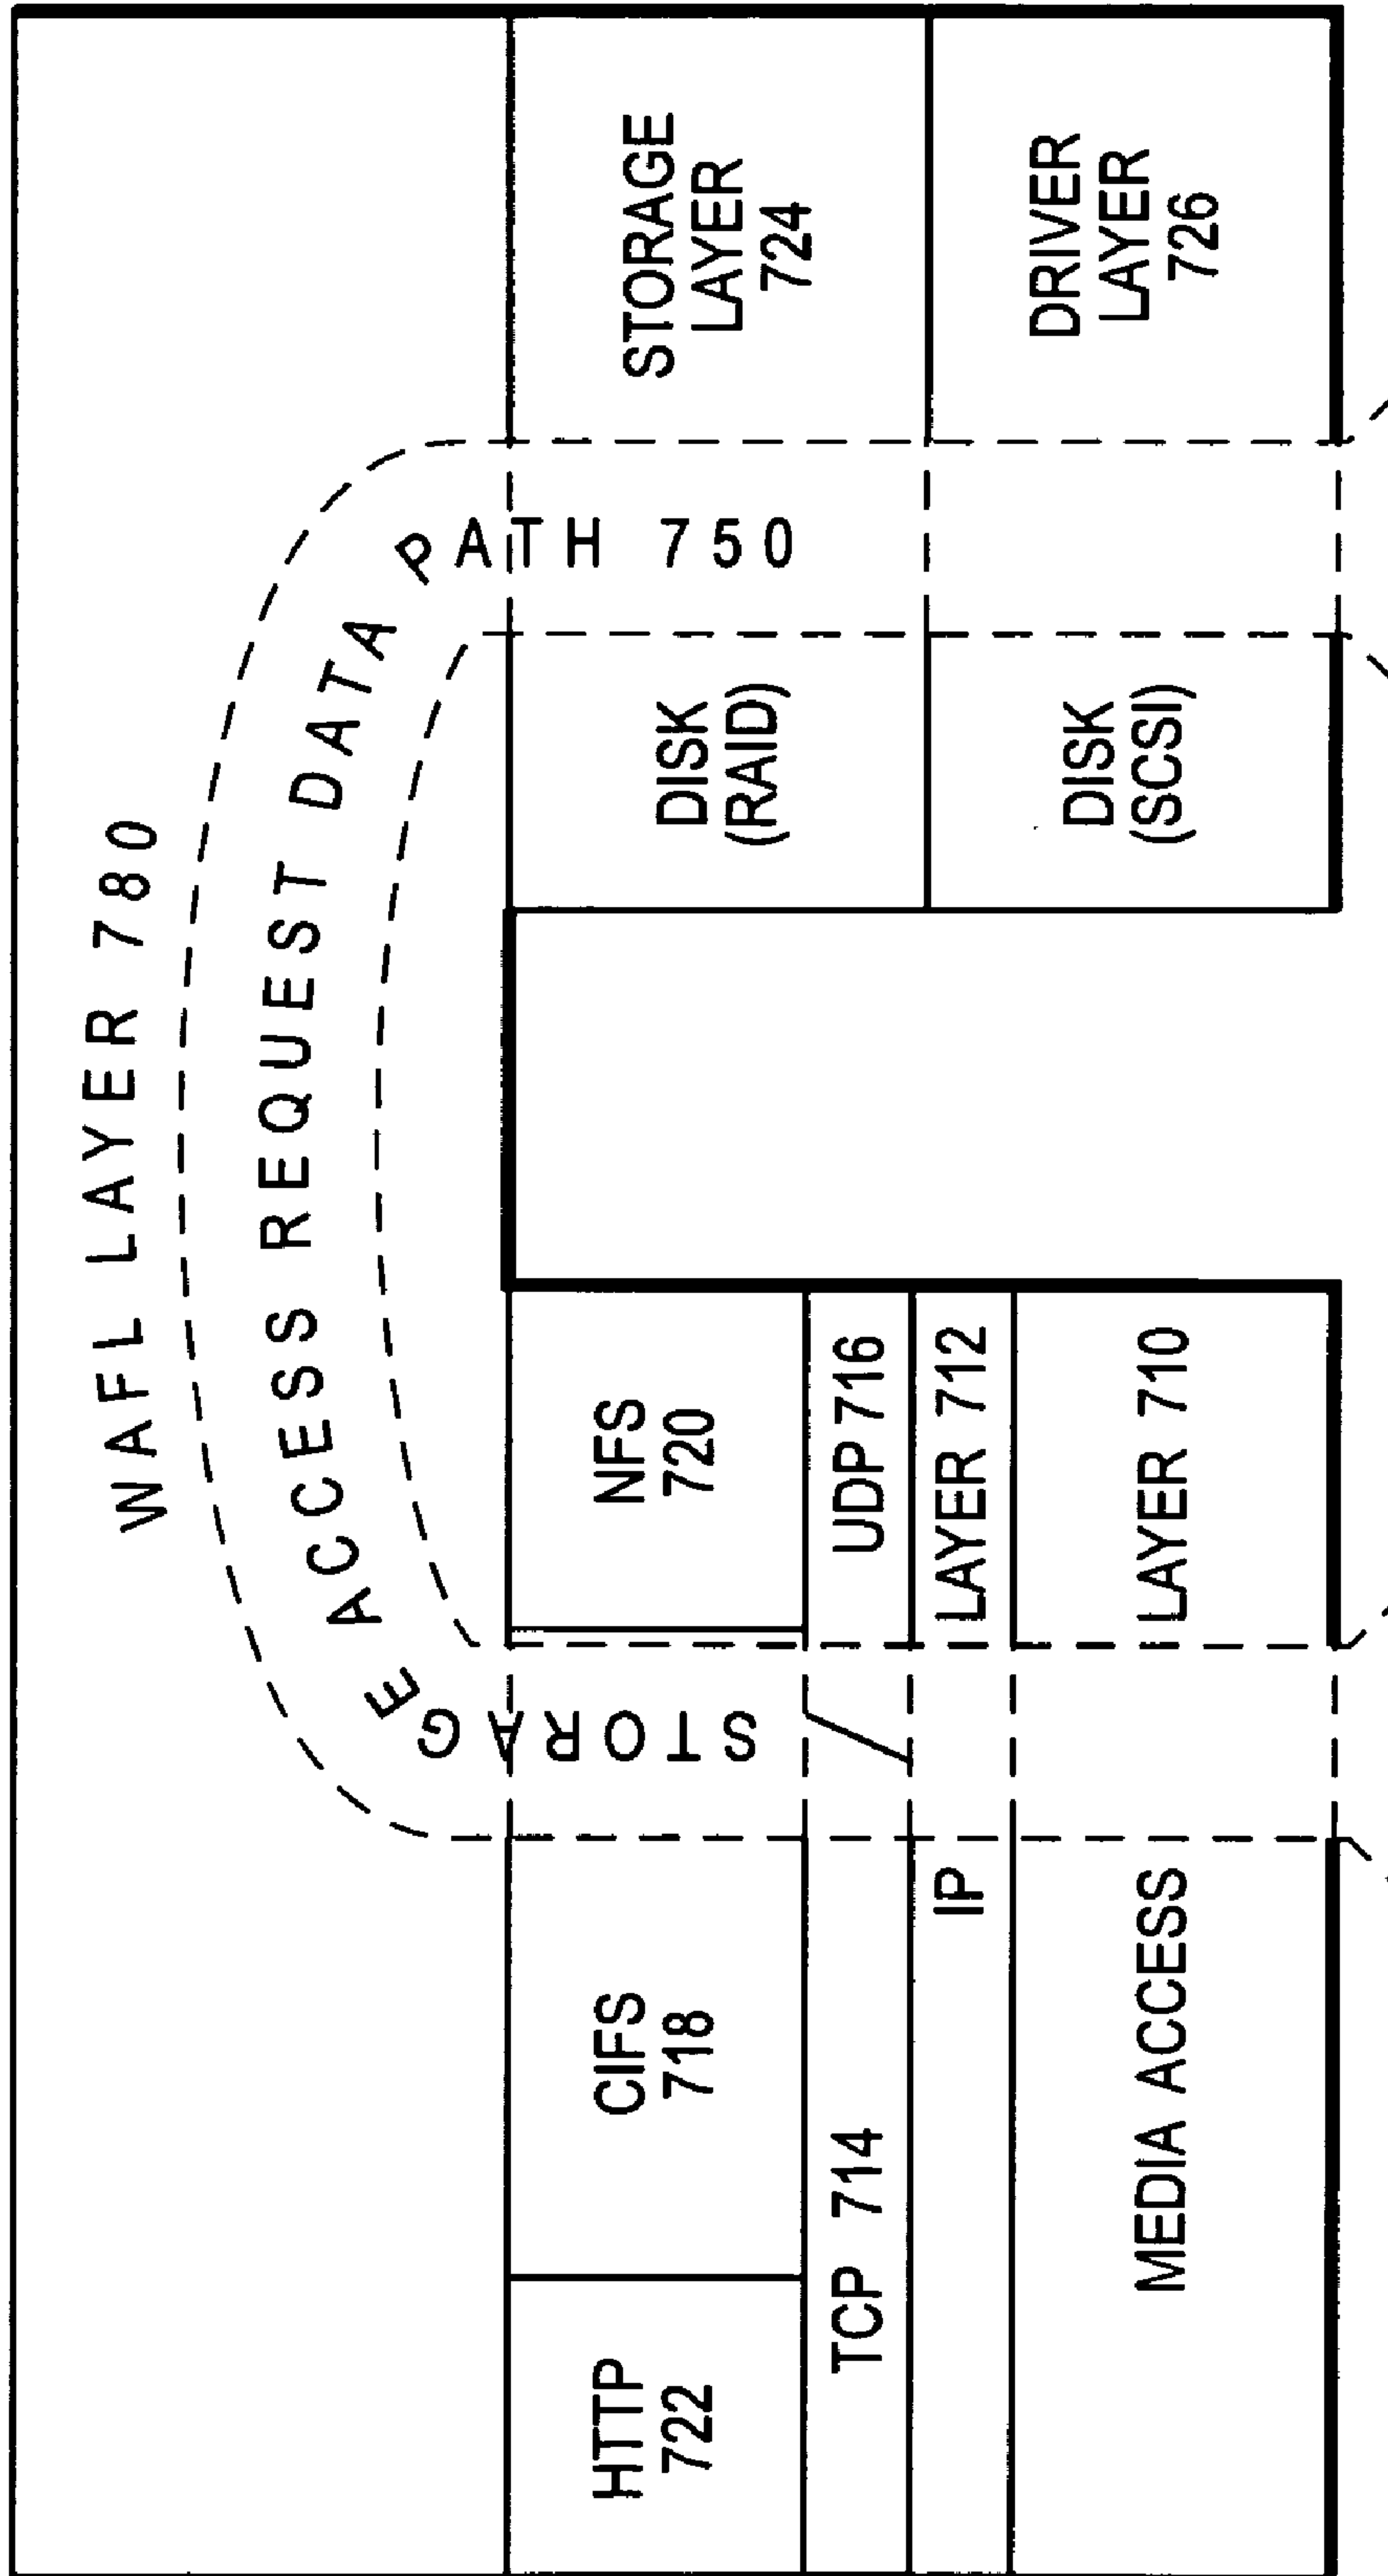 WAFL LAYER 780
STORAGE ACCESS REQUEST DATA PATH 750
HTTP
722
CIFS
718
NFS
720
TCP 714
UDP 716
IP
LAYER 712
MEDIA ACCESS
LAYER 710
DISK
(RAID)
STORAGE
LAYER
724
DISK
(SCSI)
DRIVER
LAYER
726